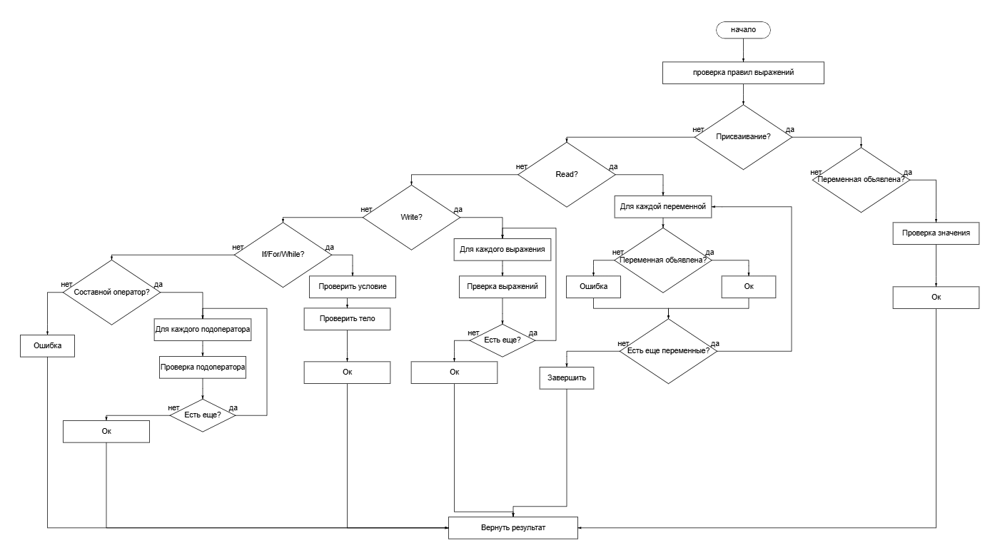 начало
проверка правил выражений
Присваивание?
нет
да
Read?
нет
да
Переменная обьявлена?
нет
да
Write?
нет
да
Для каждой переменной
If/For/While?
нет
да
Для каждого выражения
Переменная обьявлена?
нет
да
Проверка значения
Составной оператор?
нет
да
Проверить условие
Прверка выражений
Ошибка
Ок
Ок
Проверить тело
Для каждого подоператора
Есть еще?
нет
да
Есть еще переменные?
нет
да
Ошибка
Проверка подоператора
Ок
Ок
Завершить
Есть еще?
нет
да
Ок
Вернуть результат